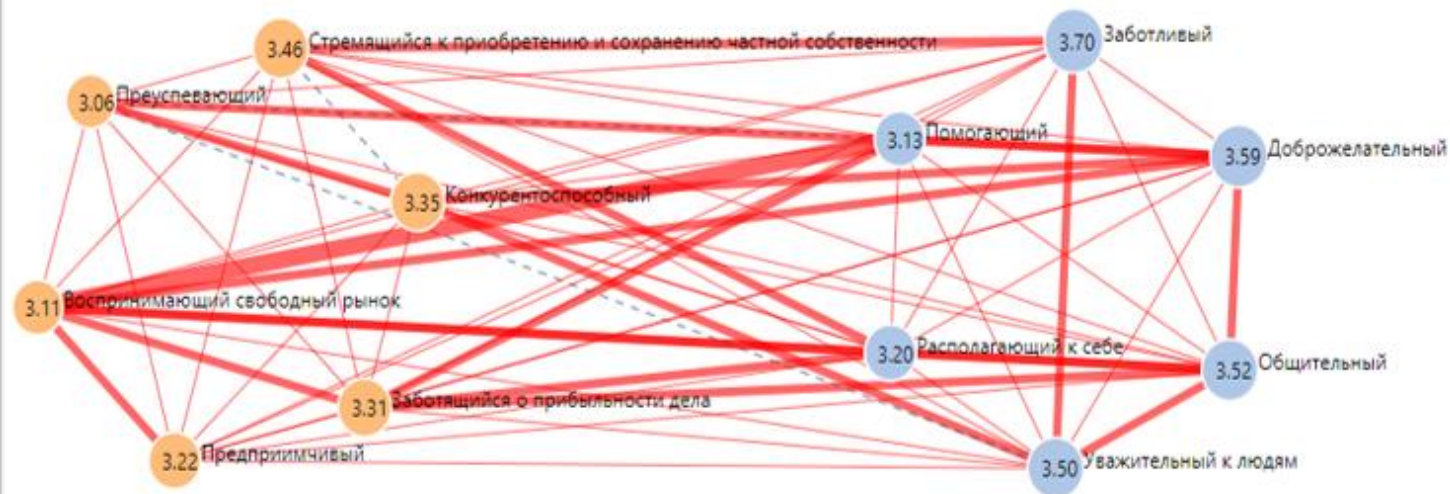 3.46 Стремящийся к приобретению и сохранению частной собственности
3.70 Заботливый
3.06 Преуспевающий
3.13 Помогающий
3.59 Доброжелательный
3.35 Конкурентоспособный
3.11 Воспринимающий свободный рынок
3.20 Располагающий к себе
3.52 Общительный
3.31 Заботящийся о прибыльности дела
3.22 Предприимчивый
3.50 Уважительный к людям